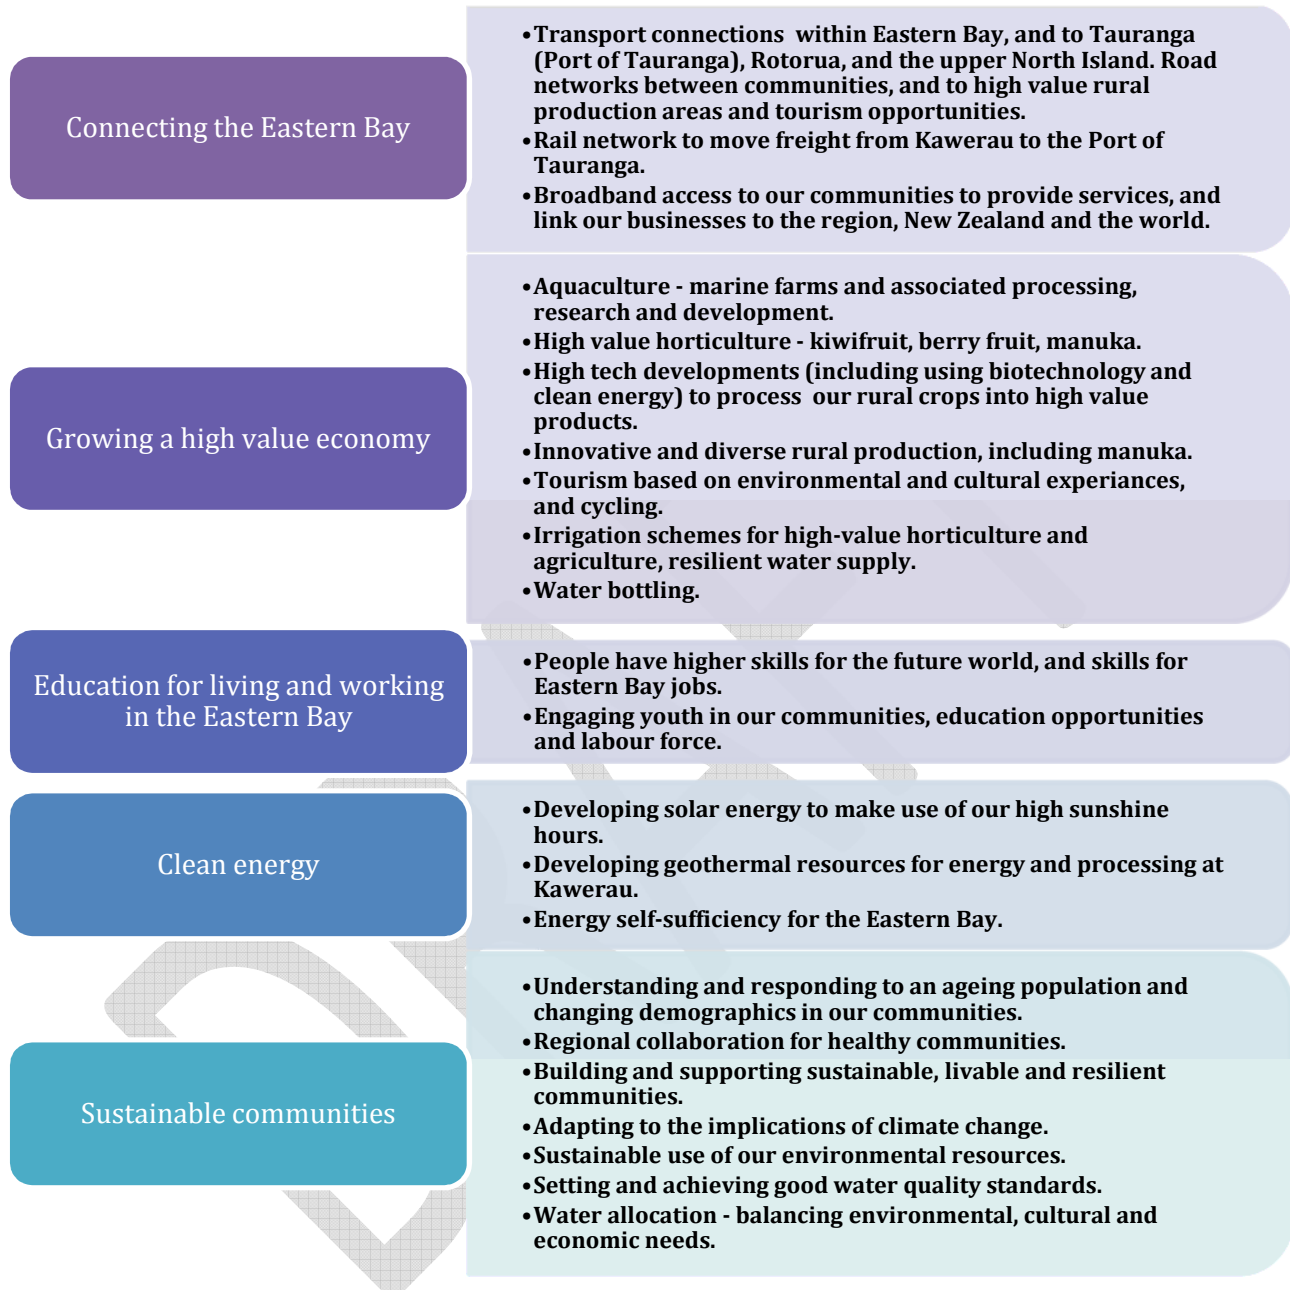 Connecting the Eastern Bay
•Transport connections  within Eastern Bay, and to Tauranga
(Port of Tauranga), Rotorua, and the upper North Island. Road
networks between communities, and to high value rural
production areas and tourism opportunities.
•Rail network to move freight from Kawerau to the Port of
Tauranga.
•Broadband access to our communities to provide services, and
link our businesses to the region, New Zealand and the world.
Growing a high value economy
•Aquaculture - marine farms and associated processing,
research and development.
•High value horticulture - kiwifruit, berry fruit, manuka.
•High tech developments (including using biotechnology and
clean energy) to process  our rural crops into high value
products.
•Innovative and diverse rural production, including manuka.
•Tourism based on environmental and cultural experiances,
and cycling.
•Irrigation schemes for high-value horticulture and
agriculture, resilient water supply.
•Water bottling.
Education for living and working
in the Eastern Bay
•People have higher skills for the future world, and skills for
Eastern Bay jobs.
•Engaging youth in our communities, education opportunities
and labour force.
Clean energy
•Developing solar energy to make use of our high sunshine
hours.
•Developing geothermal resources for energy and processing at
Kawerau.
•Energy self-sufficiency for the Eastern Bay.
Sustainable communities
•Understanding and responding to an ageing population and
changing demographics in our communities.
•Regional collaboration for healthy communities.
•Building and supporting sustainable, livable and resilient
communities.
•Adapting to the implications of climate change.
•Sustainable use of our environmental resources.
•Setting and achieving good water quality standards.
•Water allocation - balancing environmental, cultural and
economic needs.
DRAFT